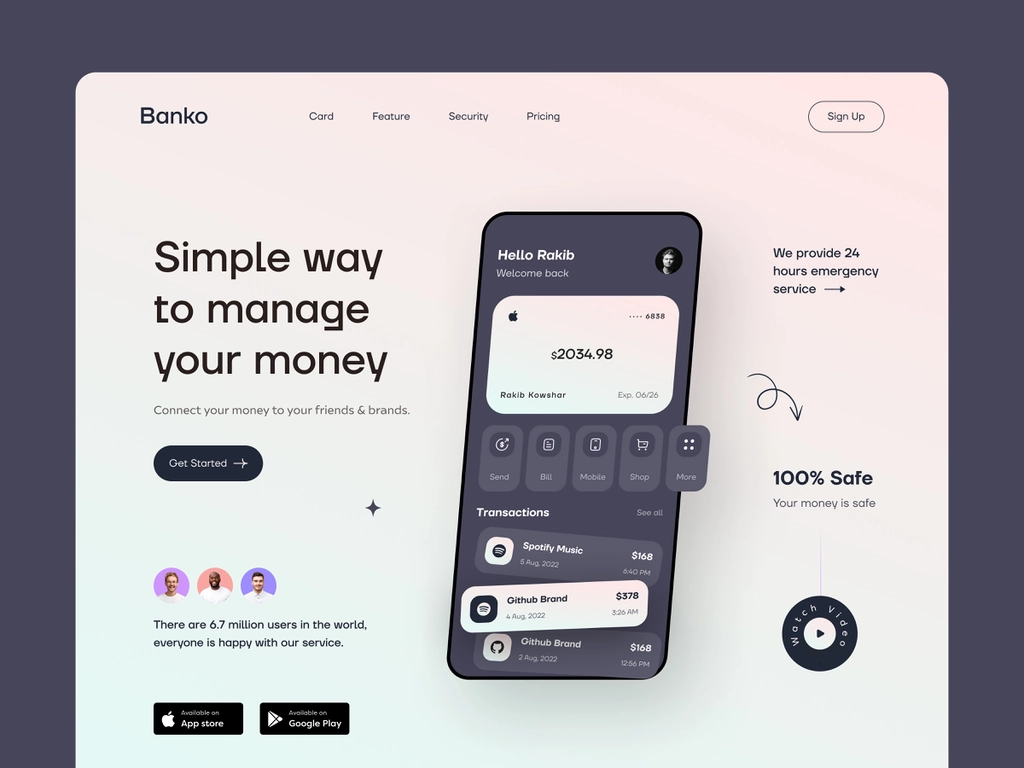 Banko
Card
Feature
Security
Pricing
Sign Up
Simple way
to manage
your money
Connect your money to your friends & brands.
Get Started
There are 6.7 million users in the world,
everyone is happy with our service.
Available on
App store
Available on
Google Play
Hello Rakib
Welcome back
•••• 6838
$2034.98
Rakib Kowshar
Exp. 06/26
Send
Bill
Mobile
Shop
More
Transactions
See all
Spotify Music
$168
5 Aug, 2022
6:40 PM
Github Brand
$378
4 Aug, 2022
3:26 AM
Github Brand
$168
2 Aug, 2022
12:56 PM
We provide 24
hours emergency
service
100% Safe
Your money is safe
Watch Video